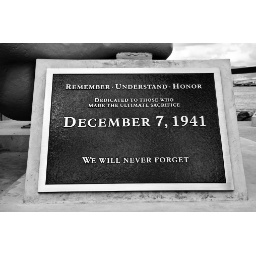 Remember · Understand · Honor
Dedicated to those who
made the ultimate sacrifice
December 7, 1941
We will never forget